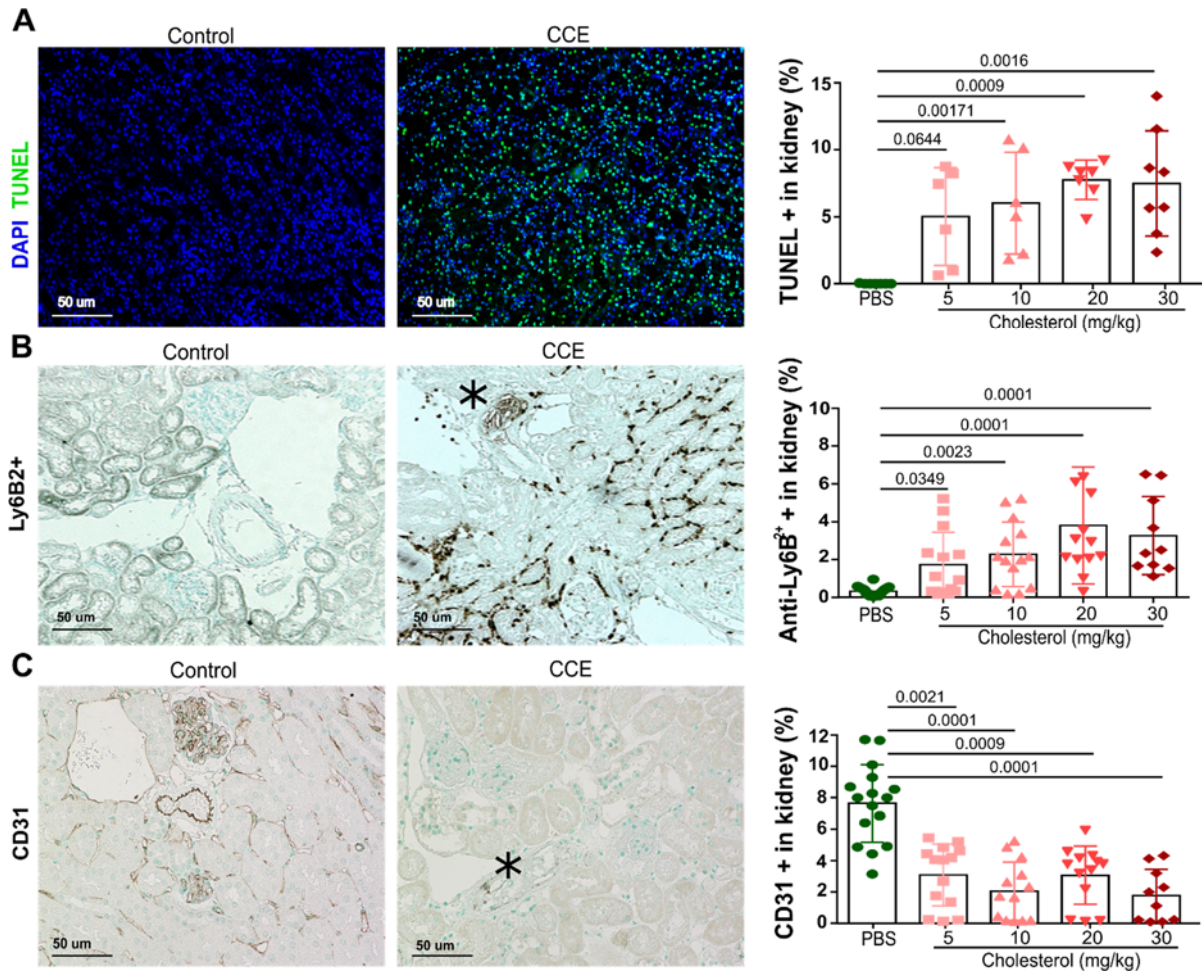 A
Control
CCE
DAPI TUNEL
50 um
50 um
TUNEL + in kidney (%)
0.0016
0.0009
0.00171
0.0644
15
10
5
0
PBS
5
10
20
30
Cholesterol (mg/kg)
B
Control
CCE
Ly6B2+
50 um
50 um
*
Anti-Ly6B2+ + in kidney (%)
0.0001
0.0001
0.0023
0.0349
10
8
6
4
2
0
PBS
5
10
20
30
Cholesterol (mg/kg)
C
Control
CCE
CD31
50 um
50 um
*
CD31 + in kidney (%)
0.0021
0.0001
0.0009
0.0001
12
10
8
6
4
2
0
PBS
5
10
20
30
Cholesterol (mg/kg)